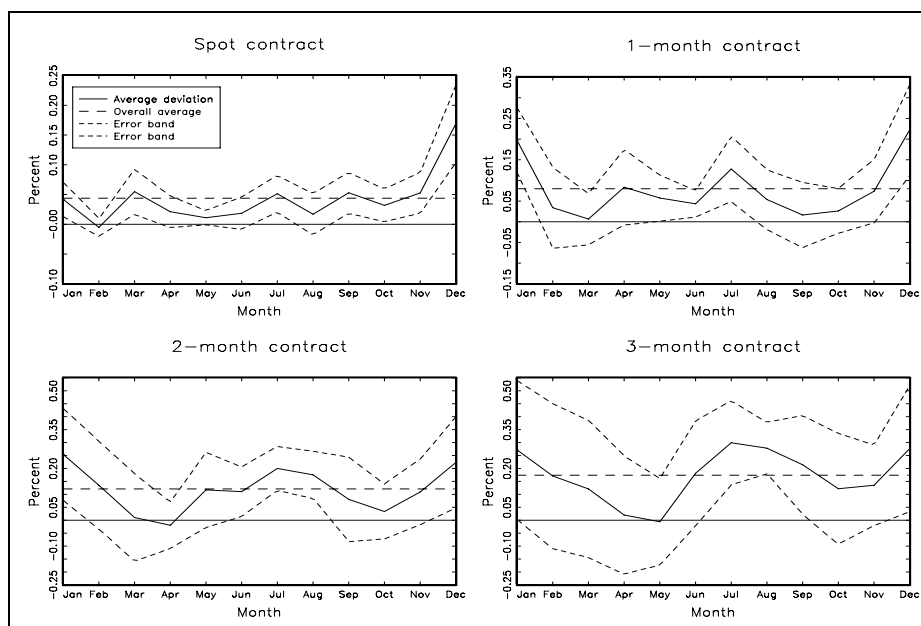 Spot contract
Percent
0.25
0.20
0.15
0.10
0.05
−0.00
−0.10
Average deviation
Overall average
Error band
Error band
Jan Feb Mar Apr May Jun Jul Aug Sep Oct Nov Dec
Month
1−month contract
Percent
0.35
0.25
0.15
0.05
−0.05
−0.15
Jan Feb Mar Apr May Jun Jul Aug Sep Oct Nov Dec
Month
2−month contract
Percent
0.50
0.35
0.20
0.05
−0.10
−0.25
Jan Feb Mar Apr May Jun Jul Aug Sep Oct Nov Dec
Month
3−month contract
Percent
0.50
0.35
0.20
0.05
−0.10
−0.25
Jan Feb Mar Apr May Jun Jul Aug Sep Oct Nov Dec
Month